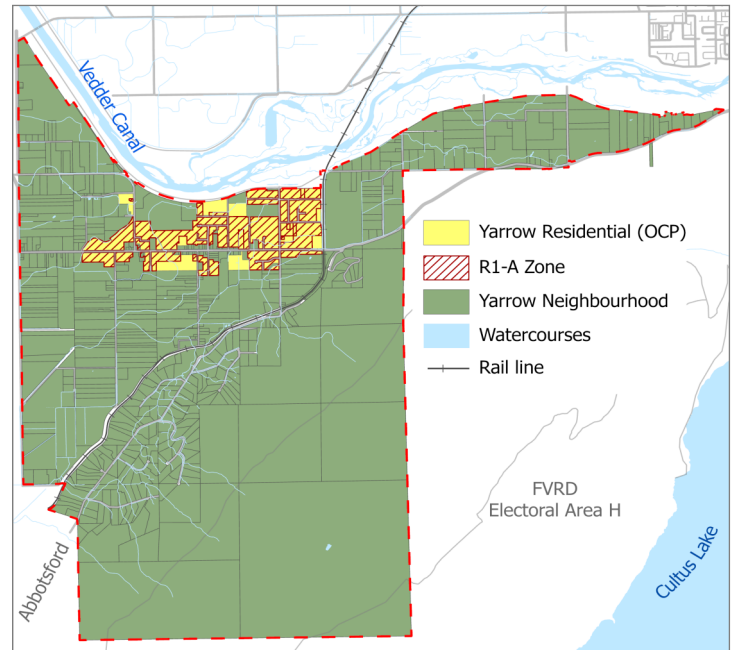 Vedder Canal
Yarrow Residential (OCP)
R1-A Zone
Yarrow Neighbourhood
Watercourses
Rail line
FVRD
Electoral Area H
Abbotsford
Cultus Lake